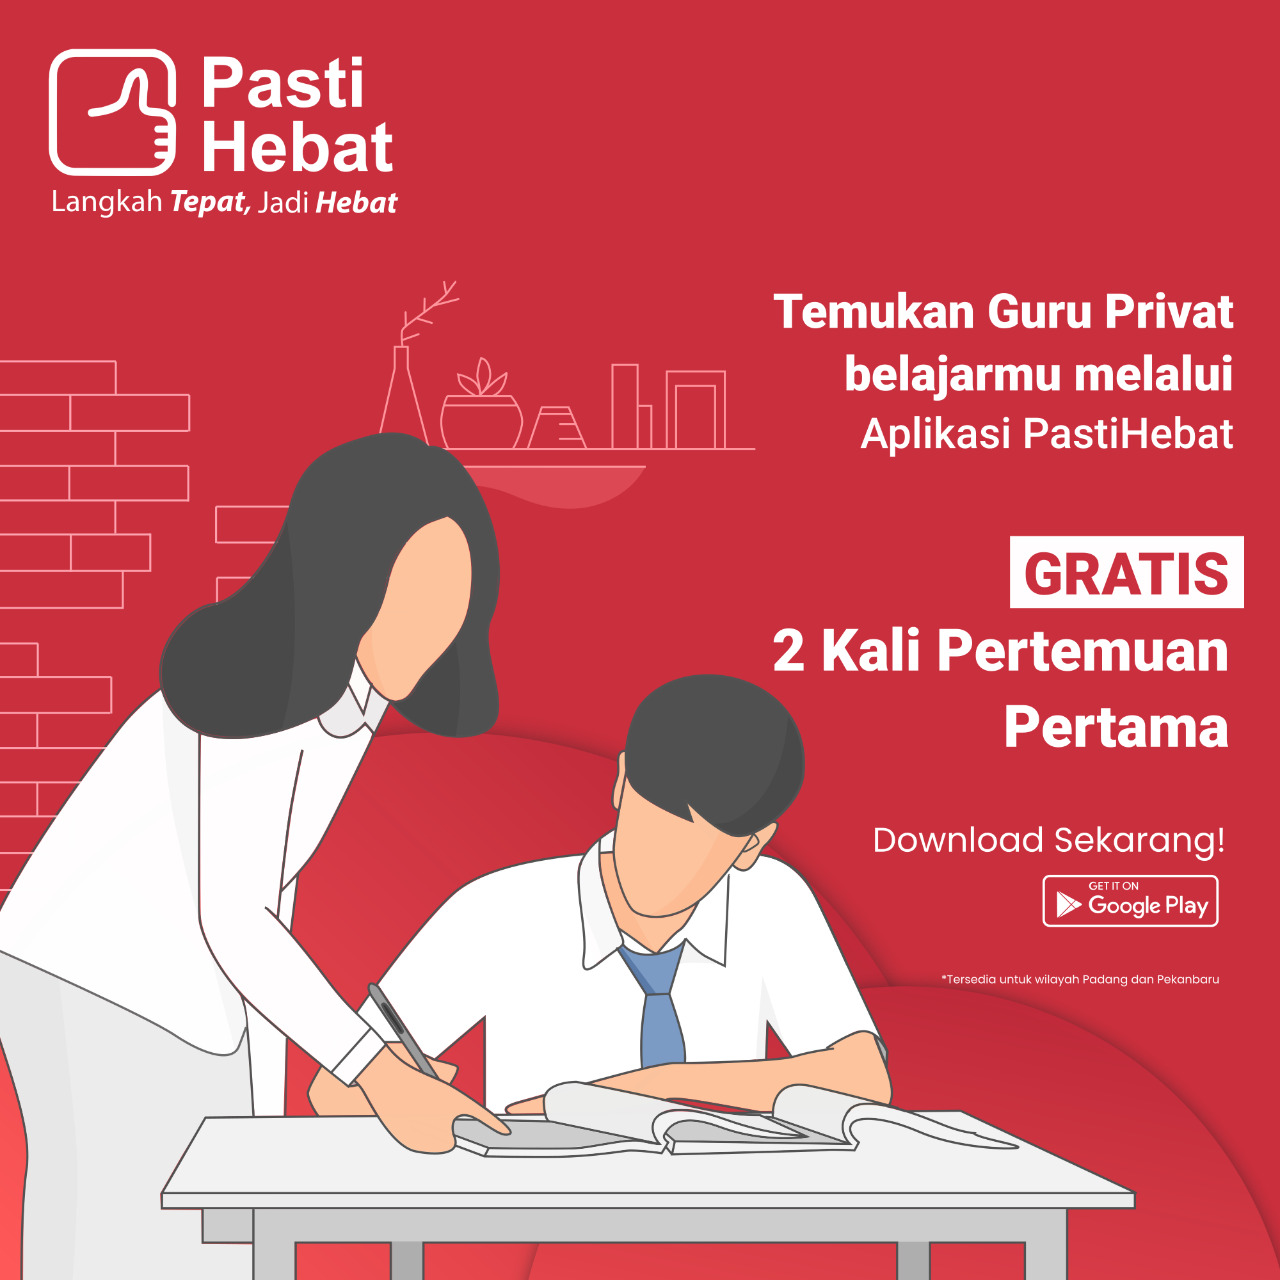 Pasti
Hebat
Langkah Tepat, Jadi Hebat
Temukan Guru Privat
belajarmu melalui
Aplikasi PastiHebat
GRATIS
2 Kali Pertemuan
Pertama
Download Sekarang!
GET IT ON
Google Play
*Tersedia untuk wilayah Padang dan Pekanbaru